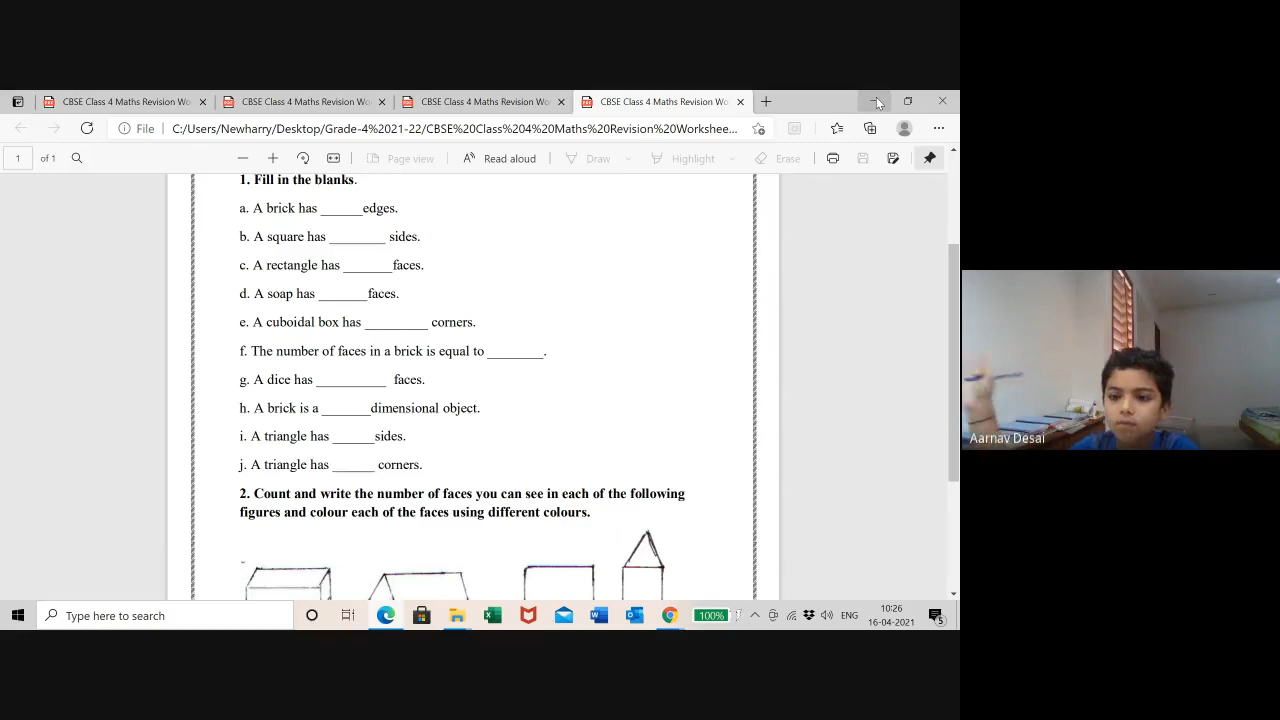 CBSE Class 4 Maths Revision Wo
CBSE Class 4 Maths Revision Wo
CBSE Class 4 Maths Revision Wo
CBSE Class 4 Maths Revision Wo
File C:/Users/Newharry/Desktop/Grade-4%2021-22/CBSE%20Class%204%20Maths%20Revision%20Workshee...
1 of 1 Page view Read aloud Draw Highlight Erase
1. Fill in the blanks.
a. A brick has ______edges.
b. A square has ________ sides.
c. A rectangle has _______faces.
d. A soap has _______faces.
e. A cuboidal box has _________ corners.
f. The number of faces in a brick is equal to ________.
g. A dice has __________ faces.
h. A brick is a _______dimensional object.
i. A triangle has ______sides.
j. A triangle has ______ corners.
2. Count and write the number of faces you can see in each of the following
figures and colour each of the faces using different colours.
Aarnav Desai
Type here to search
100%
ENG
10:26
16-04-2021
5